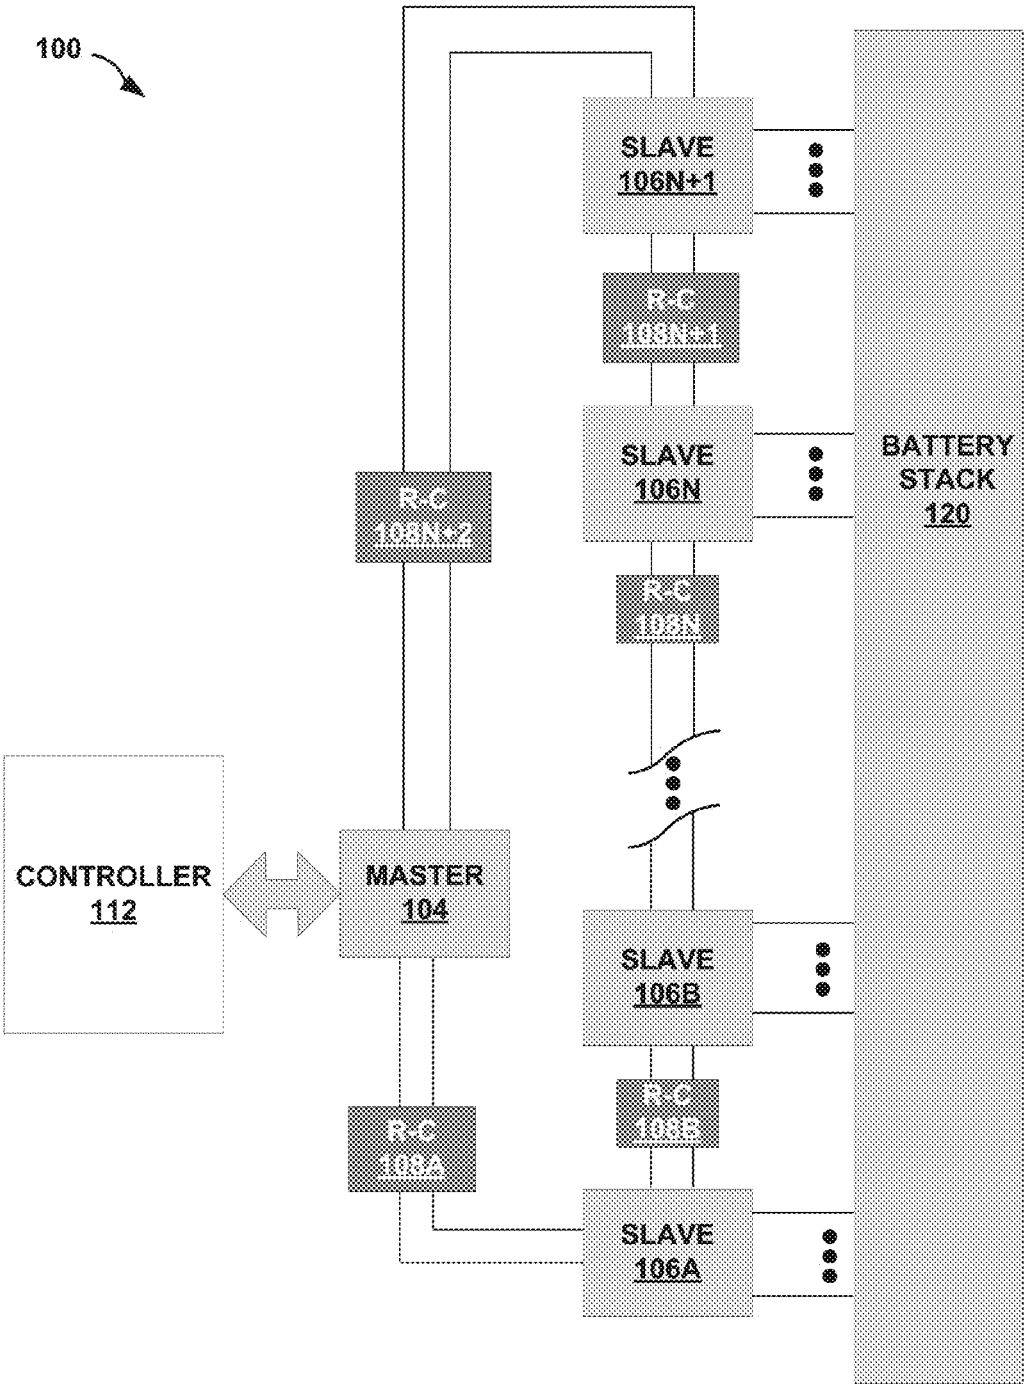 100
SLAVE
106N+1
R-C
108N+1
SLAVE
106N
BATTERY
STACK
120
R-C
108N+2
R-C
108N
CONTROLLER
112
MASTER
104
SLAVE
106B
R-C
108B
R-C
108A
SLAVE
106A